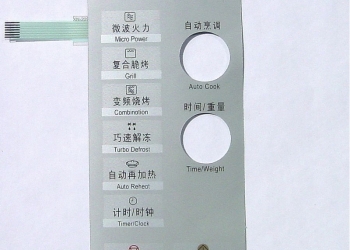 微波火力
Micro Power
复合脆烤
Grill
变频烧烤
Combination
巧速解冻
Turbo Defrost
自动再加热
Auto Reheat
计时/时钟
Timer/Clock
自动烹调
Auto Cook
时间/重量
Time/Weight